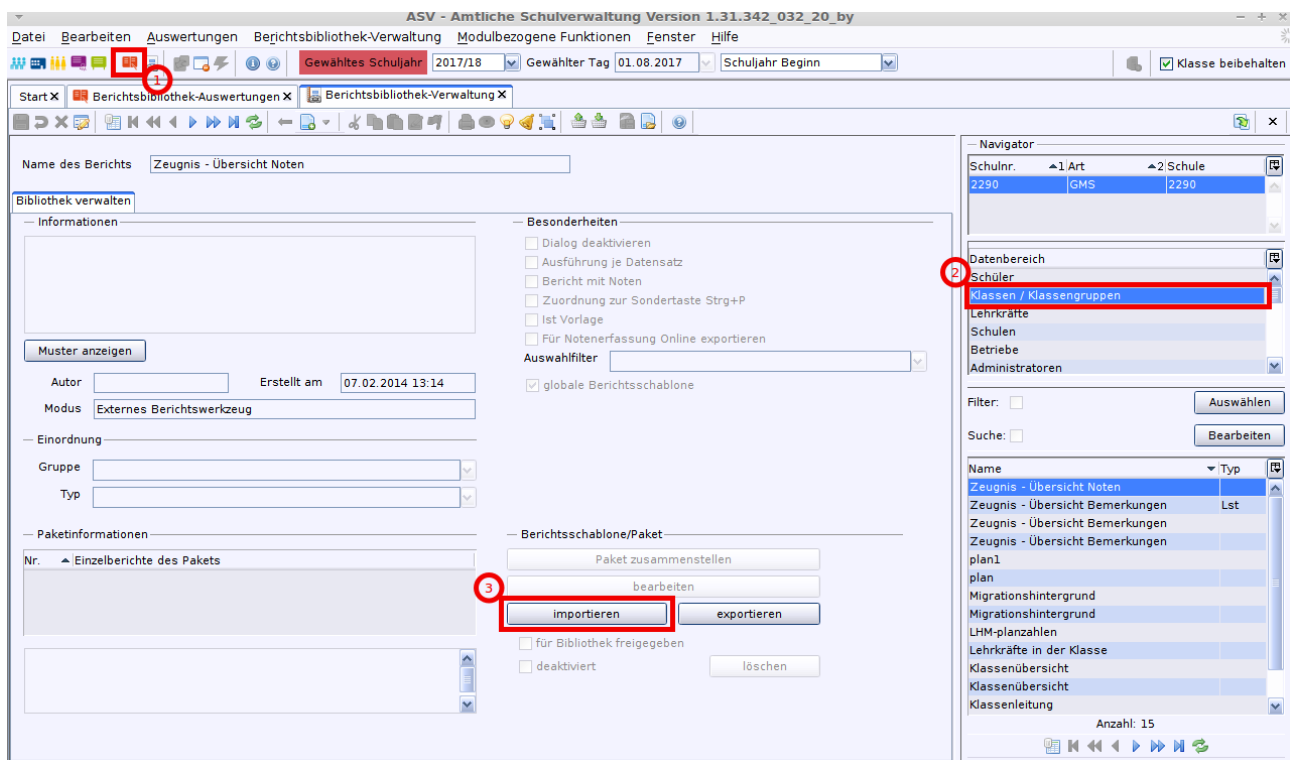 ASV - Amtliche Schulverwaltung Version 1.31.342_032_20_by
Datei Bearbeiten Auswertungen Berichtsbibliothek-Verwaltung Modulbezogene Funktionen Fenster Hilfe
Gewähltes Schuljahr 2017/18 Gewählter Tag 01.08.2017 Schuljahr Beginn Klasse beibehalten
1
Start X Berichtsbibliothek-Auswertungen X Berichtsbibliothek-Verwaltung X
Name des Berichts Zeugnis - Übersicht Noten
Bibliothek verwalten
Informationen
Muster anzeigen
Autor Erstellt am 07.02.2014 13:14
Modus Externes Berichtswerkzeug
Einordnung
Gruppe
Typ
Paketinformationen
Nr. Einzelberichte des Pakets
Besonderheiten
Dialog deaktivieren
Ausführung je Datensatz
Bericht mit Noten
Zuordnung zur Sondertaste Strg+P
Ist Vorlage
Für Notenerfassung Online exportieren
Auswahlfilter
globale Berichtsschablone
Berichtsschablone/Paket
Paket zusammenstellen
bearbeiten
3
importieren exportieren
für Bibliothek freigegeben
deaktiviert löschen
Navigator
Schulnr. 1 Art 2 Schule
2290 GMS 2290
Datenbereich
2
Schüler
Klassen / Klassengruppen
Lehrkräfte
Schulen
Betriebe
Administratoren
Filter: Auswählen
Suche: Bearbeiten
Name Typ
Zeugnis - Übersicht Noten
Zeugnis - Übersicht Bemerkungen Lst
Zeugnis - Übersicht Bemerkungen
Zeugnis - Übersicht Bemerkungen
plan1
plan
Migrationshintergrund
Migrationshintergrund
LHM-planzahlen
Lehrkräfte in der Klasse
Klassenübersicht
Klassenübersicht
Klassenleitung
Anzahl: 15